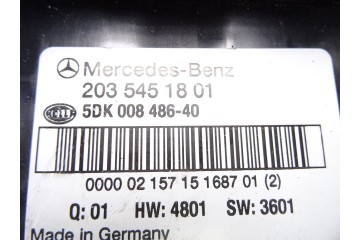 Mercedes-Benz
203 545 18 01
HELLA 5DK 008 486-40
0000 02 157 15 1687 01 (2)
Q: 01 HW: 4801 SW: 3601
Made in Germany